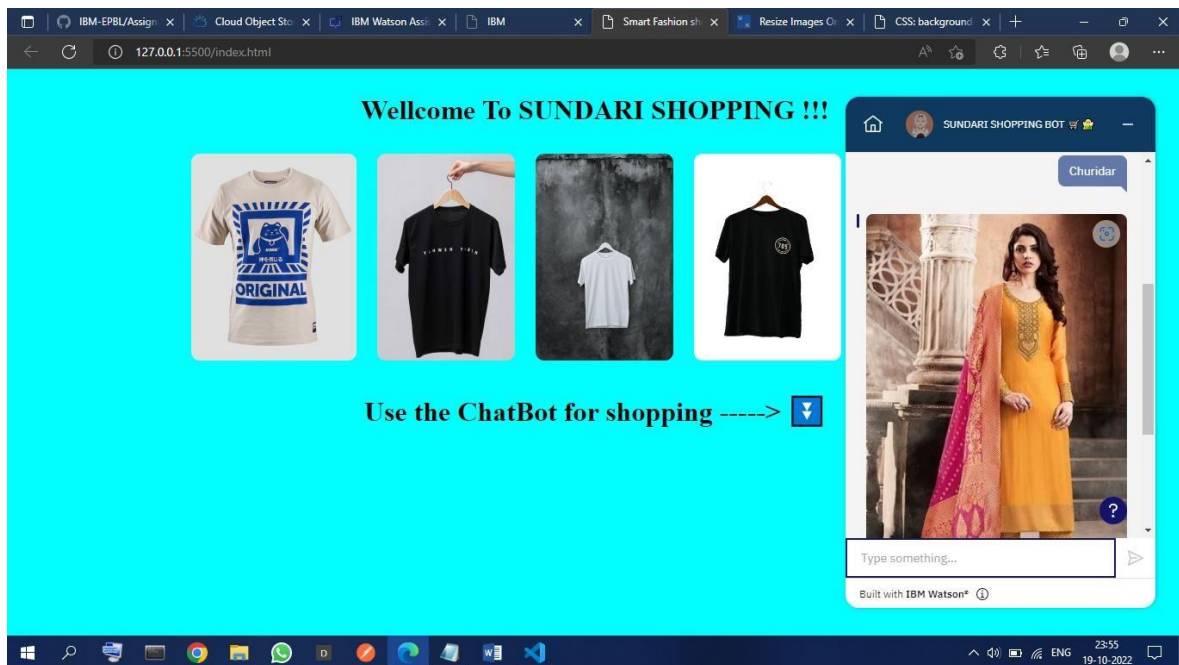 IBM-EPBL/Assign
Cloud Object Sto
IBM Watson Assi
IBM
Smart Fashion sh
Resize Images On
CSS: background
127.0.0.1:5500/index.html
Wellcome To SUNDARI SHOPPING !!!
SUNDARI SHOPPING BOT
Churidar
ORIGINAL
Use the ChatBot for shopping ----->
?
Type something...
Built with IBM Watson®
ENG
23:55
19-10-2022